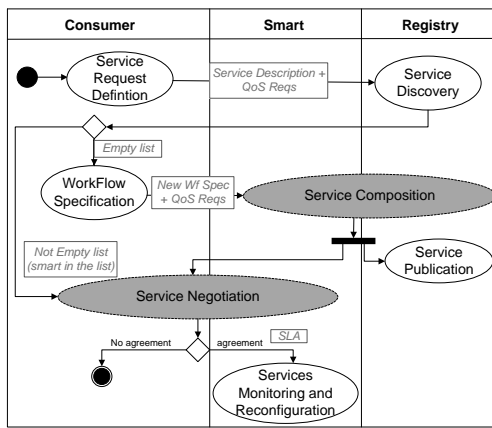 Consumer
Smart
Registry
Service
Request
Defintion
Service Description +
QoS Reqs
Service
Discovery
Empty list
WorkFlow
Specification
New Wf Spec
+ QoS Reqs
Service Composition
Not Empty list
(smart in the list)
Service
Publication
Service Negotiation
No agreement
agreement
SLA
Services
Monitoring and
Reconfiguration